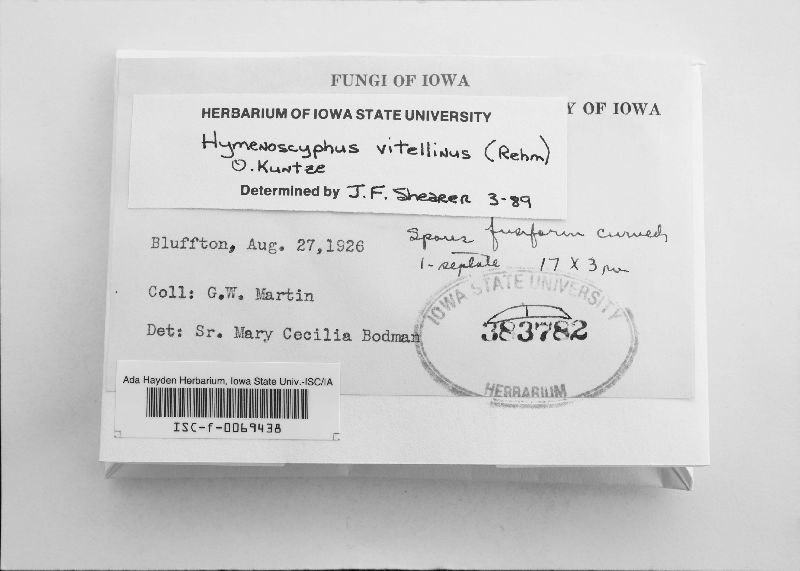 FUNGI OF IOWA
Y OF IOWA
HERBARIUM OF IOWA STATE UNIVERSITY
Hymenoscyphus vitellinus (Rehm)
O. Kuntze
Determined by J.F. Shearer 3-89
Bluffton, Aug. 27,1926
Spores fusiform curved
1-septate 17 X 3 μm
Coll: G.W. Martin
Det: Sr. Mary Cecilia Bodman
IOWA STATE UNIVERSITY
383782
HERBARIUM
Ada Hayden Herbarium, Iowa State Univ.-ISC/IA
ISC-f-0069438